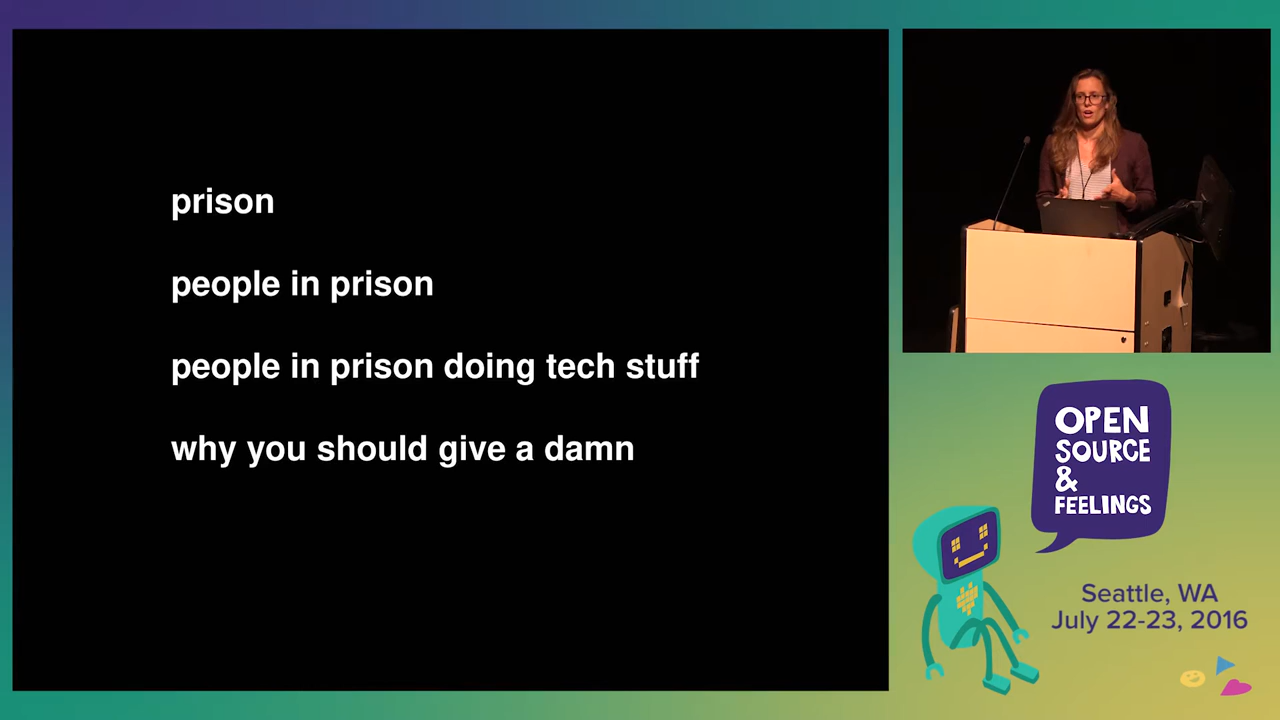 prison
people in prison
people in prison doing tech stuff
why you should give a damn
OPEN
SOURCE
&
FEELINGS
Seattle, WA
July 22-23, 2016